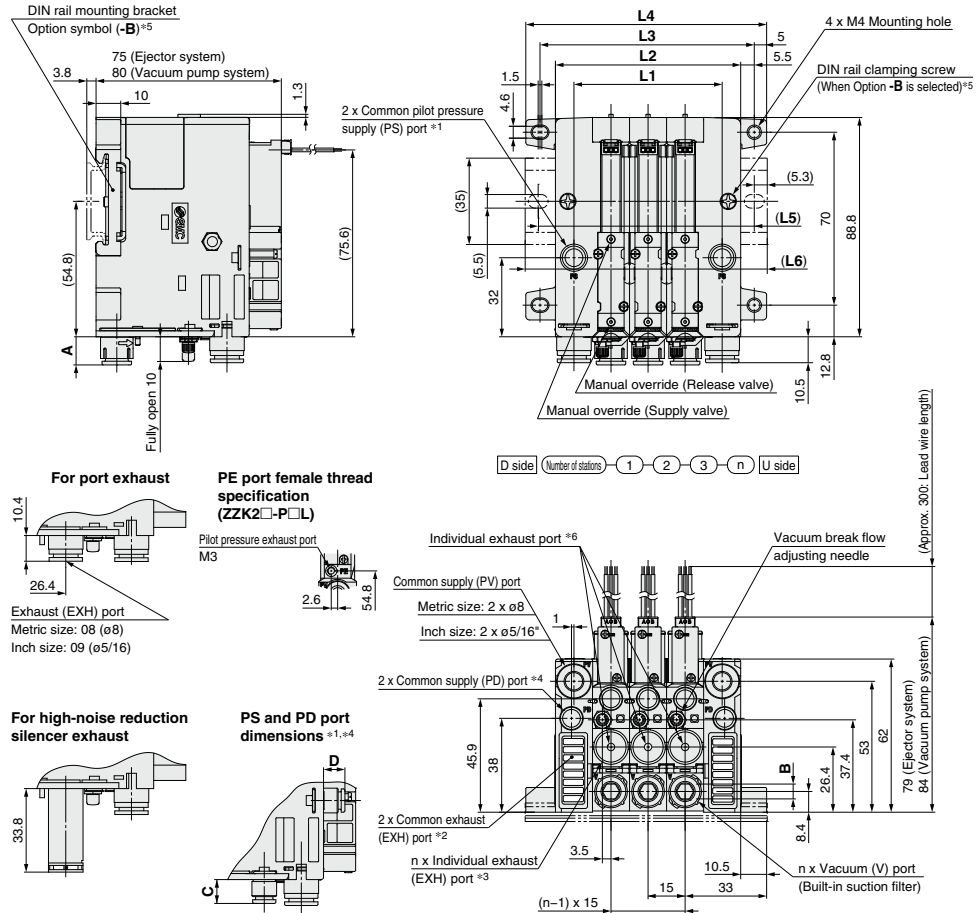 DIN rail mounting bracket
Option symbol (-B)*5
75 (Ejector system)
80 (Vacuum pump system)
3.8
10
1.3
(54.8)
(75.6)
A
Fully open 10
SMC
L4
L3
L2
L1
5
5.5
1.5
4.6
4 x M4 Mounting hole
DIN rail clamping screw
(When Option -B is selected)*5
2 x Common pilot pressure
supply (PS) port *1
(35)
(5.5)
32
(5.3)
(L5)
(L6)
70
88.8
PS
PS
12.8
10.5
Manual override (Release valve)
Manual override (Supply valve)
D side
Number of stations
1
2
3
n
U side
For port exhaust
10.4
26.4
Exhaust (EXH) port
Metric size: 08 (ø8)
Inch size: 09 (ø5/16)
PE port female thread
specification
(ZZK2□-P□L)
Pilot pressure exhaust port
M3
PE
2.6
54.8
For high-noise reduction
silencer exhaust
33.8
PS and PD port
dimensions *1,*4
D
C
Individual exhaust port *6
Vacuum break flow
adjusting needle
(Approx. 300: Lead wire length)
Common supply (PV) port
Metric size: 2 x ø8
Inch size: 2 x ø5/16"
1
2 x Common supply (PD) port *4
PV
PV
PD
PD
45.9
38
B
8.4
26.4
37.4
53
62
79 (Ejector system)
84 (Vacuum pump system)
2 x Common exhaust
(EXH) port *2
n x Individual exhaust
(EXH) port *3
3.5
(n–1) x 15
15
10.5
33
n x Vacuum (V) port
(Built-in suction filter)